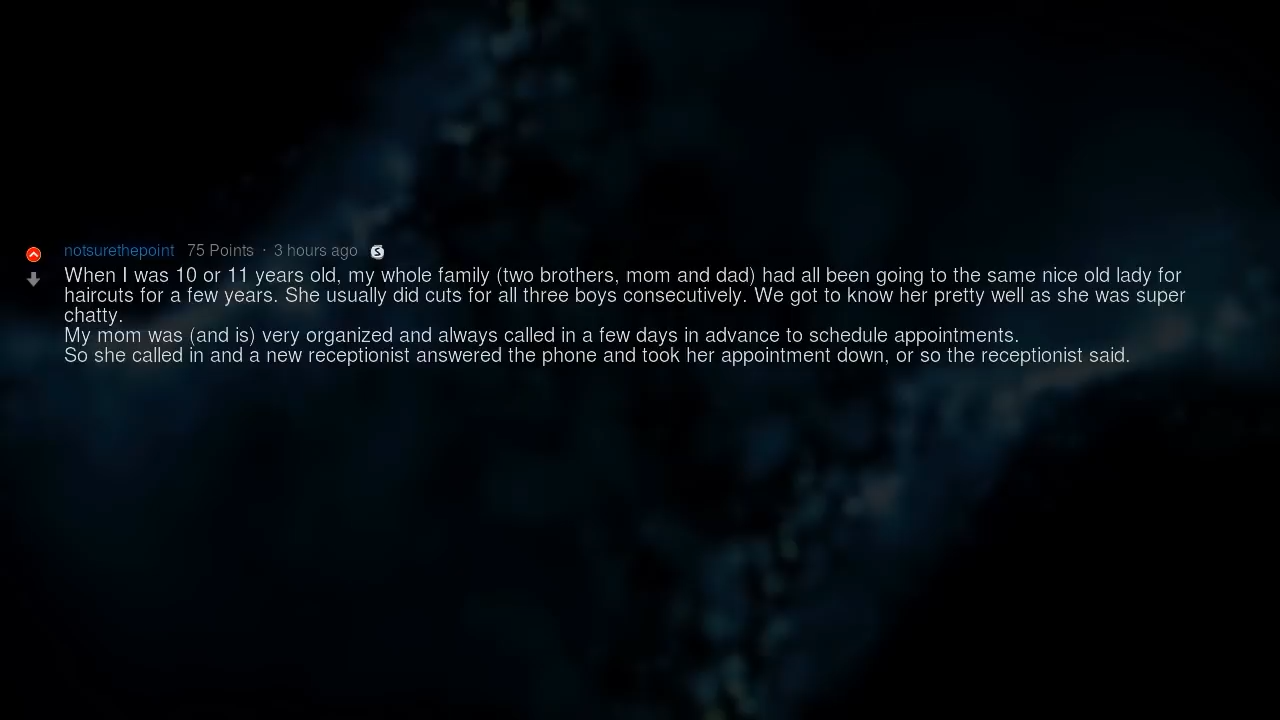 notsurethepoint 75 Points · 3 hours ago
When I was 10 or 11 years old, my whole family (two brothers, mom and dad) had all been going to the same nice old lady for
haircuts for a few years. She usually did cuts for all three boys consecutively. We got to know her pretty well as she was super
chatty.
My mom was (and is) very organized and always called in a few days in advance to schedule appointments.
So she called in and a new receptionist answered the phone and took her appointment down, or so the receptionist said.